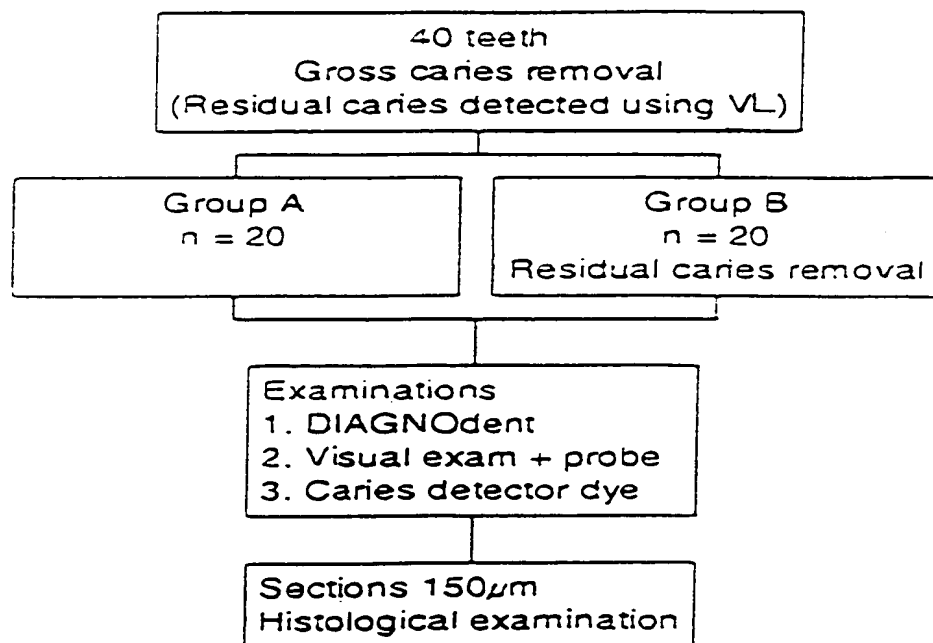 40 teeth
Gross caries removal
(Residual caries detected using VL)
Group A
n = 20
Group B
n = 20
Residual caries removal
Examinations
1. DIAGNOdent
2. Visual exam + probe
3. Caries detector dye
Sections 150µm
Histological examination